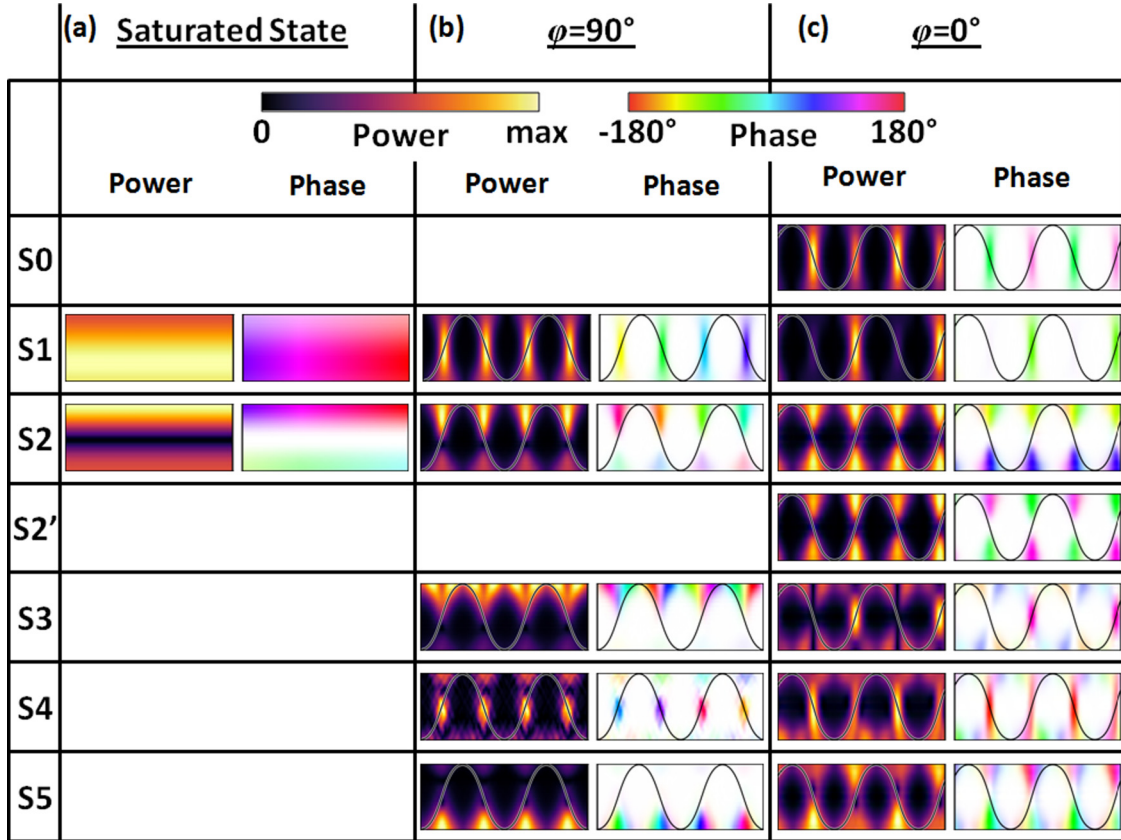 (a) Saturated State (b) φ=90° (c) φ=0°
0 Power max -180° Phase 180°
Power Phase Power Phase Power Phase
S0
S1
S2
S2’
S3
S4
S5